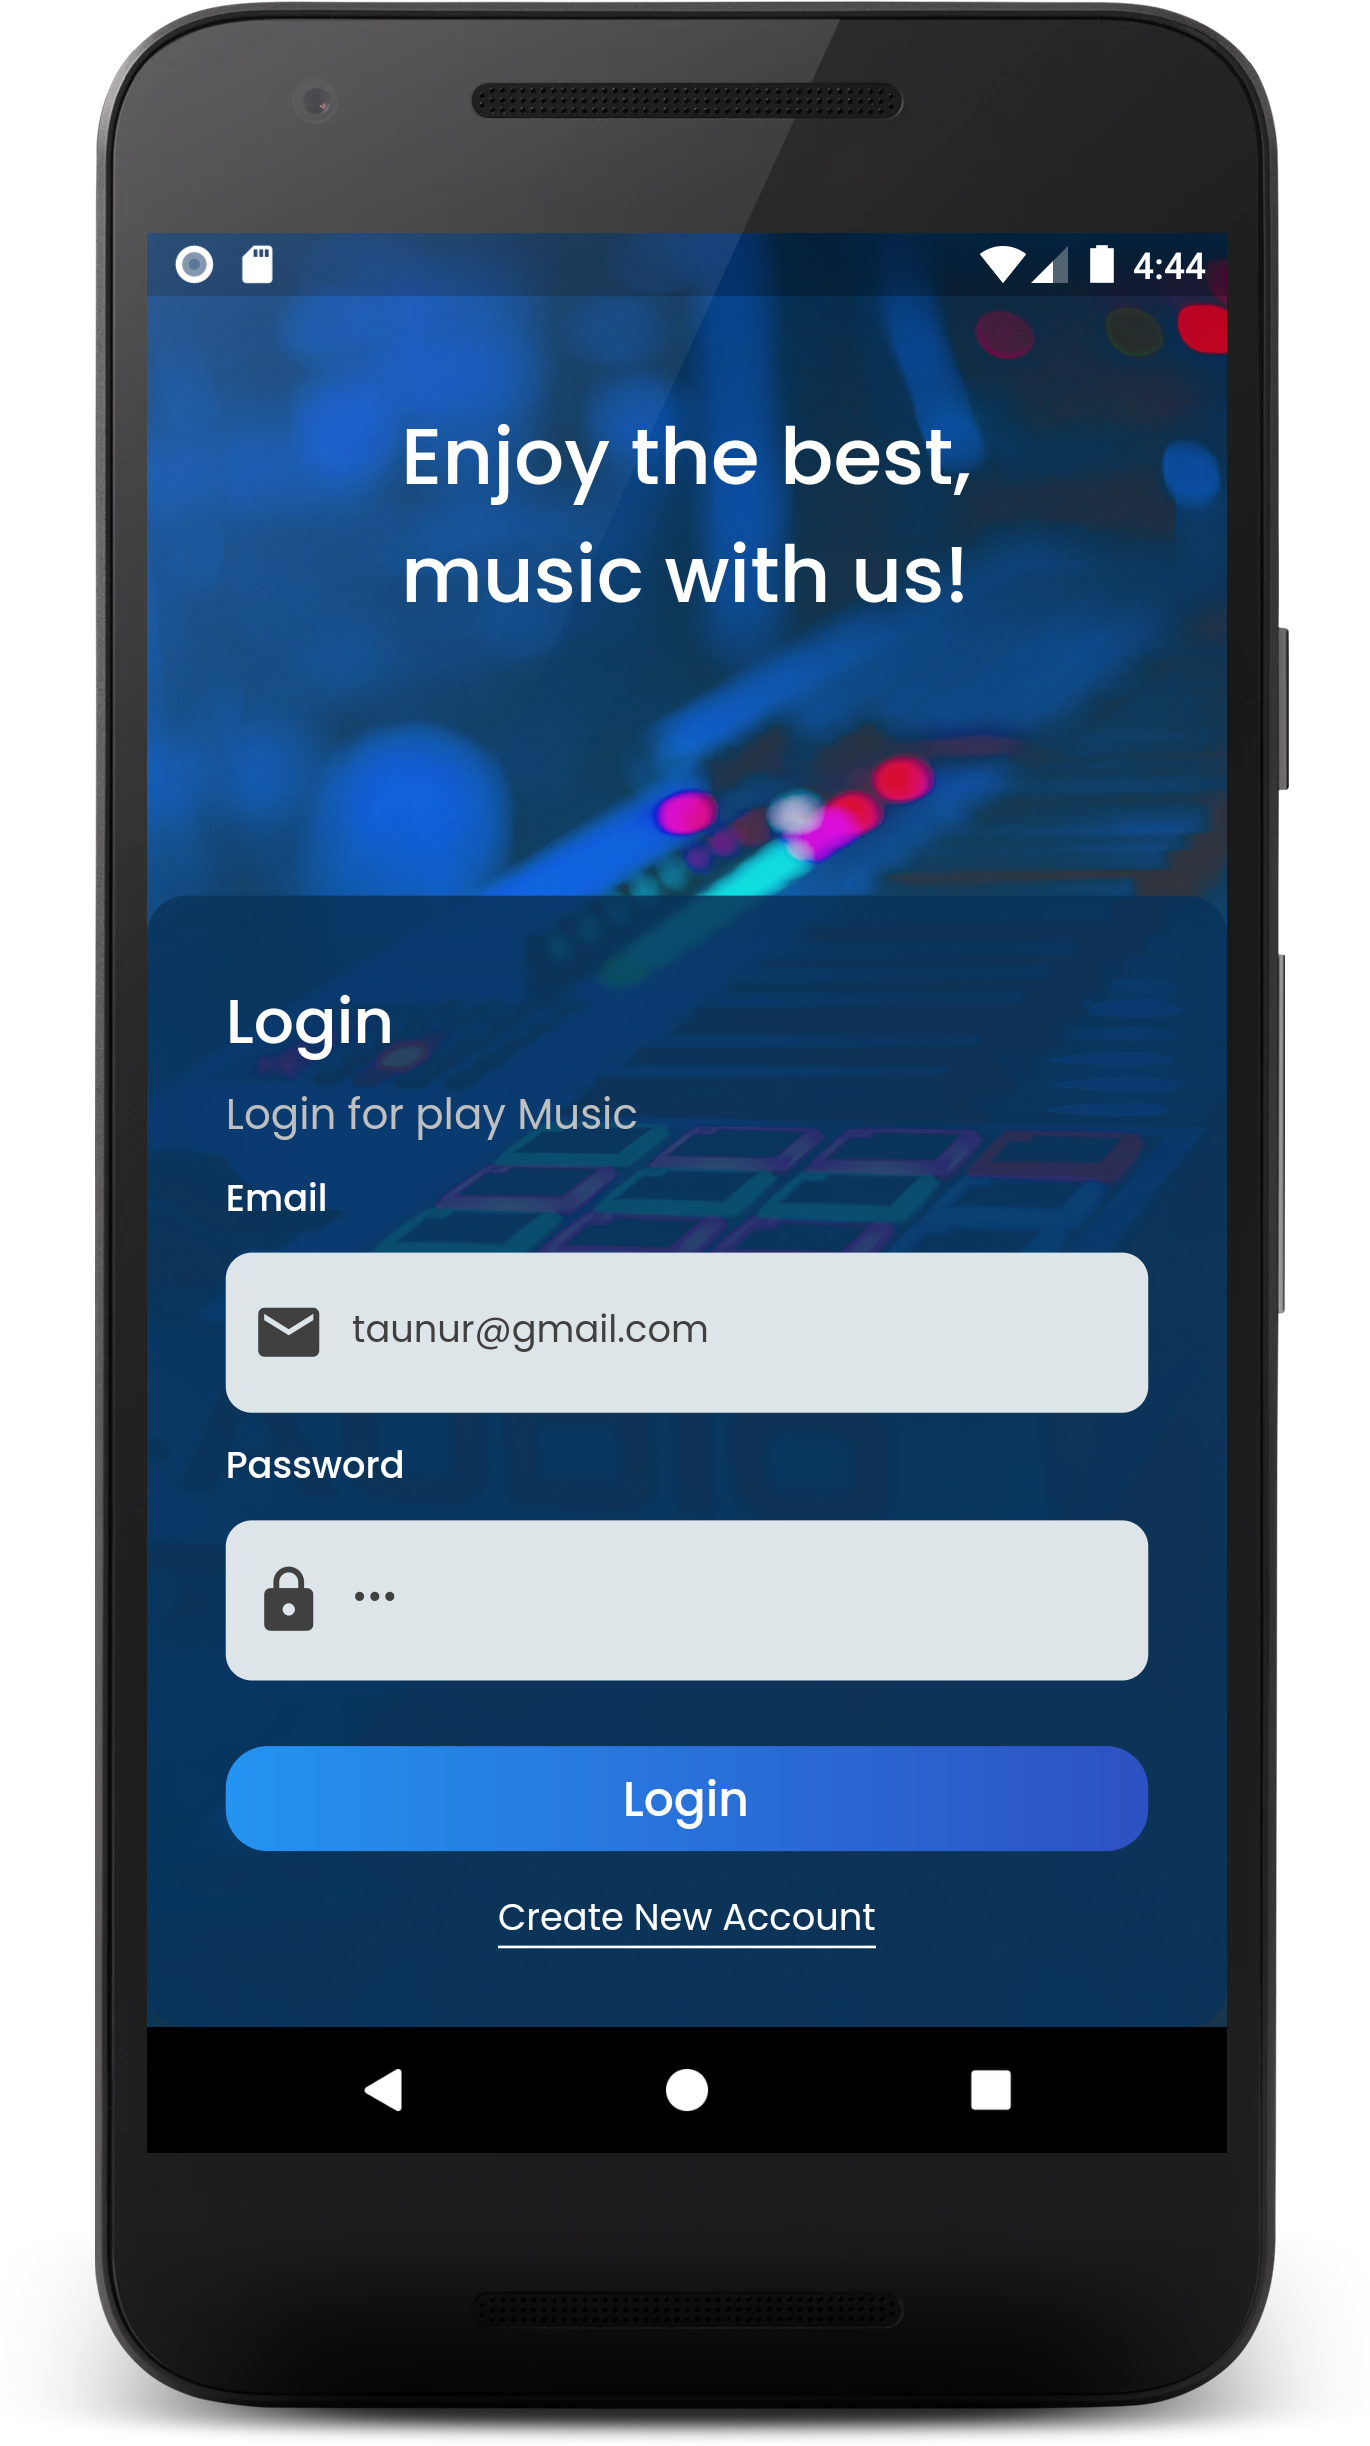 4:44
Enjoy the best,
music with us!
Login
Login for play Music
Email
taunur@gmail.com
Password
•••
Login
Create New Account